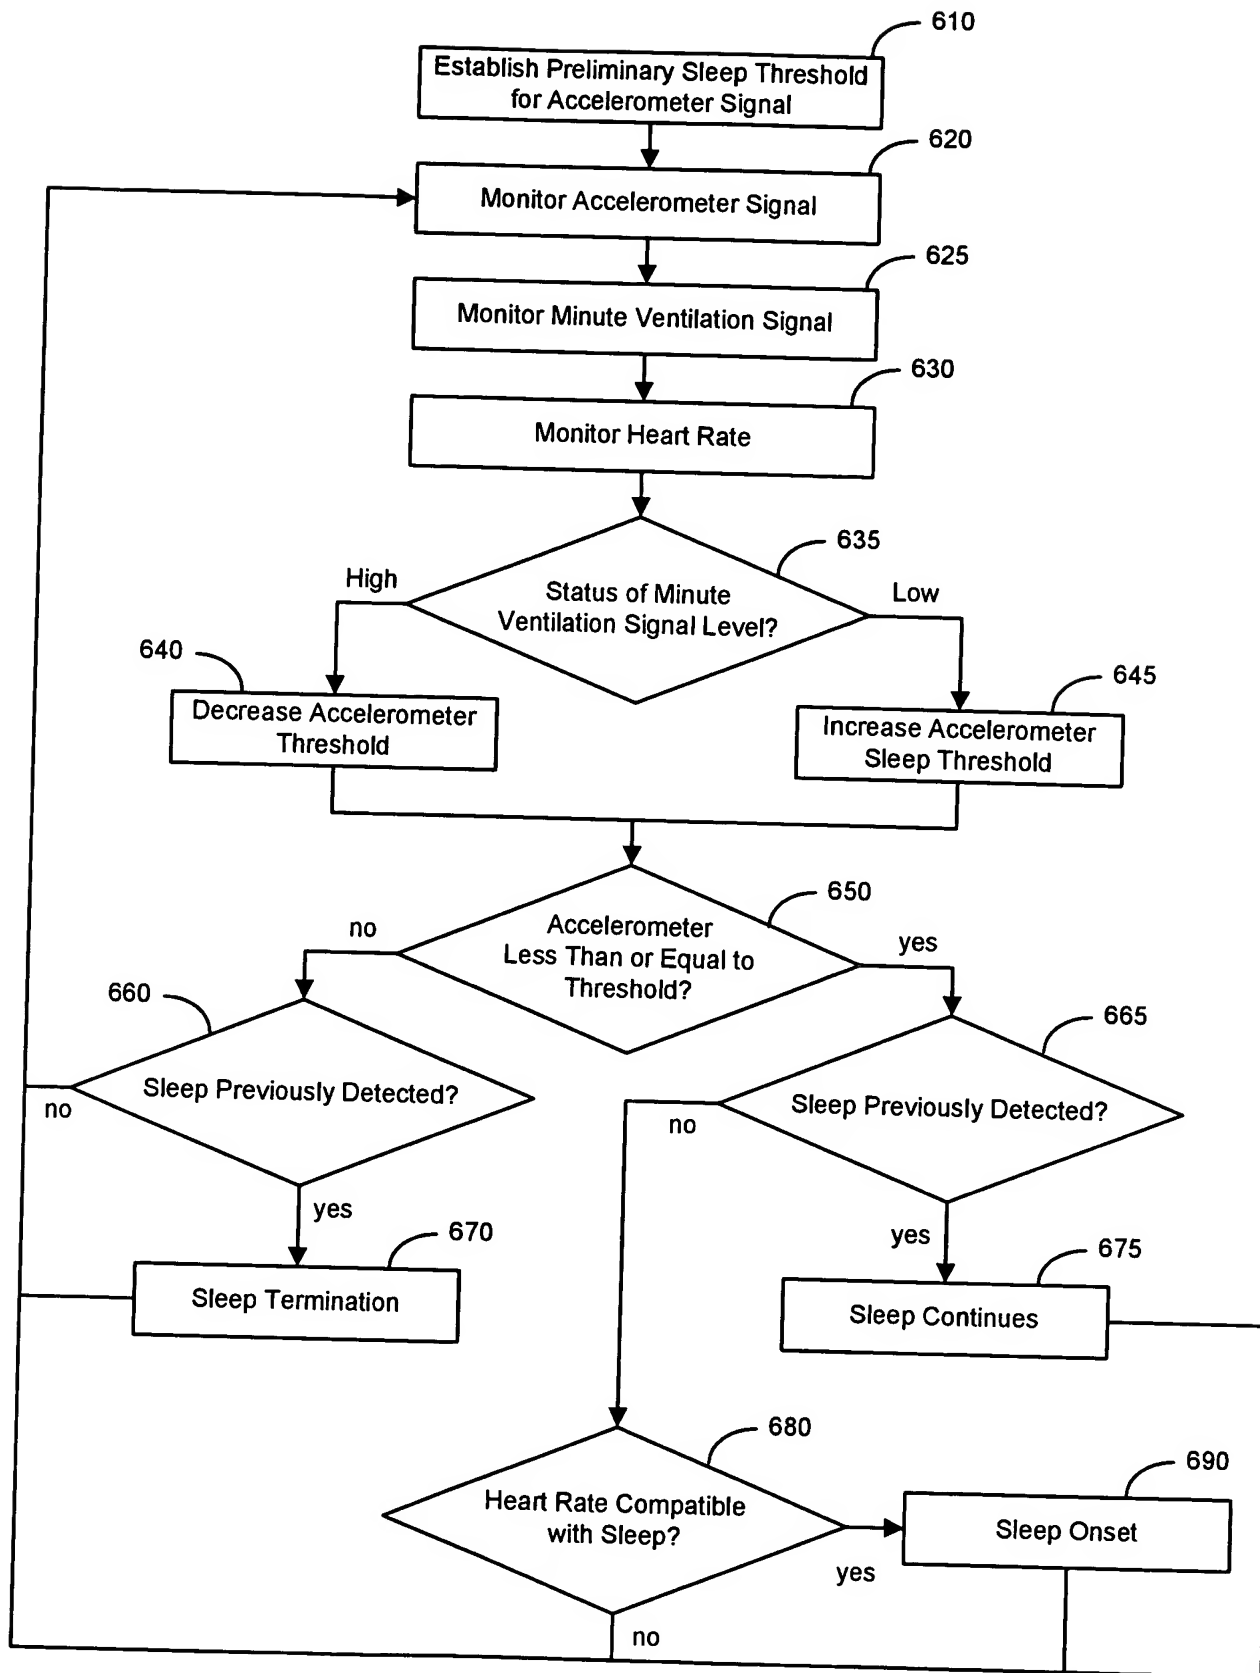 610
Establish Preliminary Sleep Threshold
for Accelerometer Signal
620
Monitor Accelerometer Signal
625
Monitor Minute Ventilation Signal
630
Monitor Heart Rate
635
Status of Minute
Ventilation Signal Level?
High
Low
640
Decrease Accelerometer
Threshold
645
Increase Accelerometer
Sleep Threshold
650
Accelerometer
Less Than or Equal to
Threshold?
no
yes
660
Sleep Previously Detected?
no
yes
665
Sleep Previously Detected?
no
yes
670
Sleep Termination
675
Sleep Continues
680
Heart Rate Compatible
with Sleep?
yes
no
690
Sleep Onset